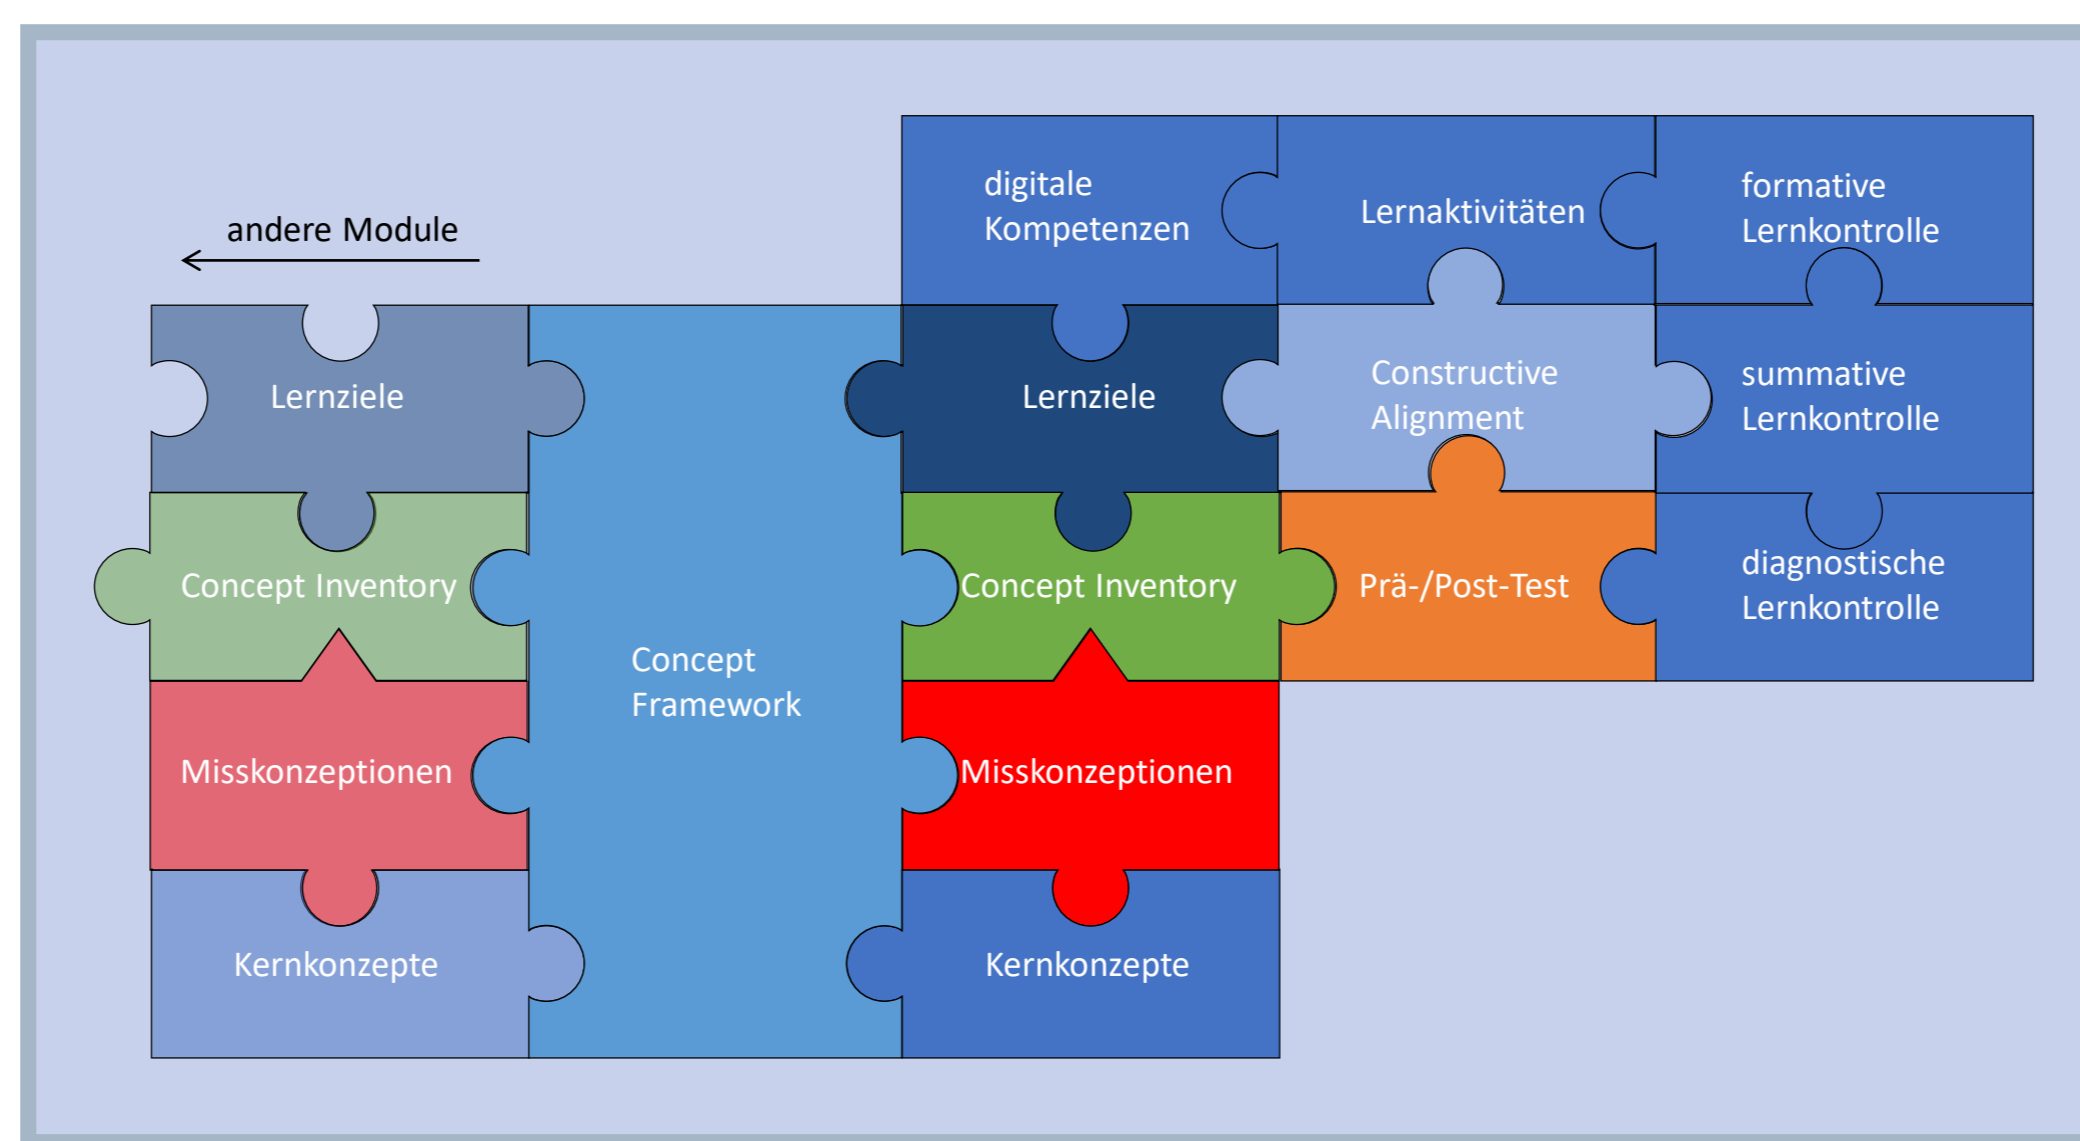 digitale
Kompetenzen
Lernaktivitäten
formative
Lernkontrolle
andere Module
Lernziele
Lernziele
Constructive
Alignment
summative
Lernkontrolle
Concept Inventory
Concept Inventory
Prä-/Post-Test
diagnostische
Lernkontrolle
Concept
Framework
Misskonzeptionen
Misskonzeptionen
Kernkonzepte
Kernkonzepte